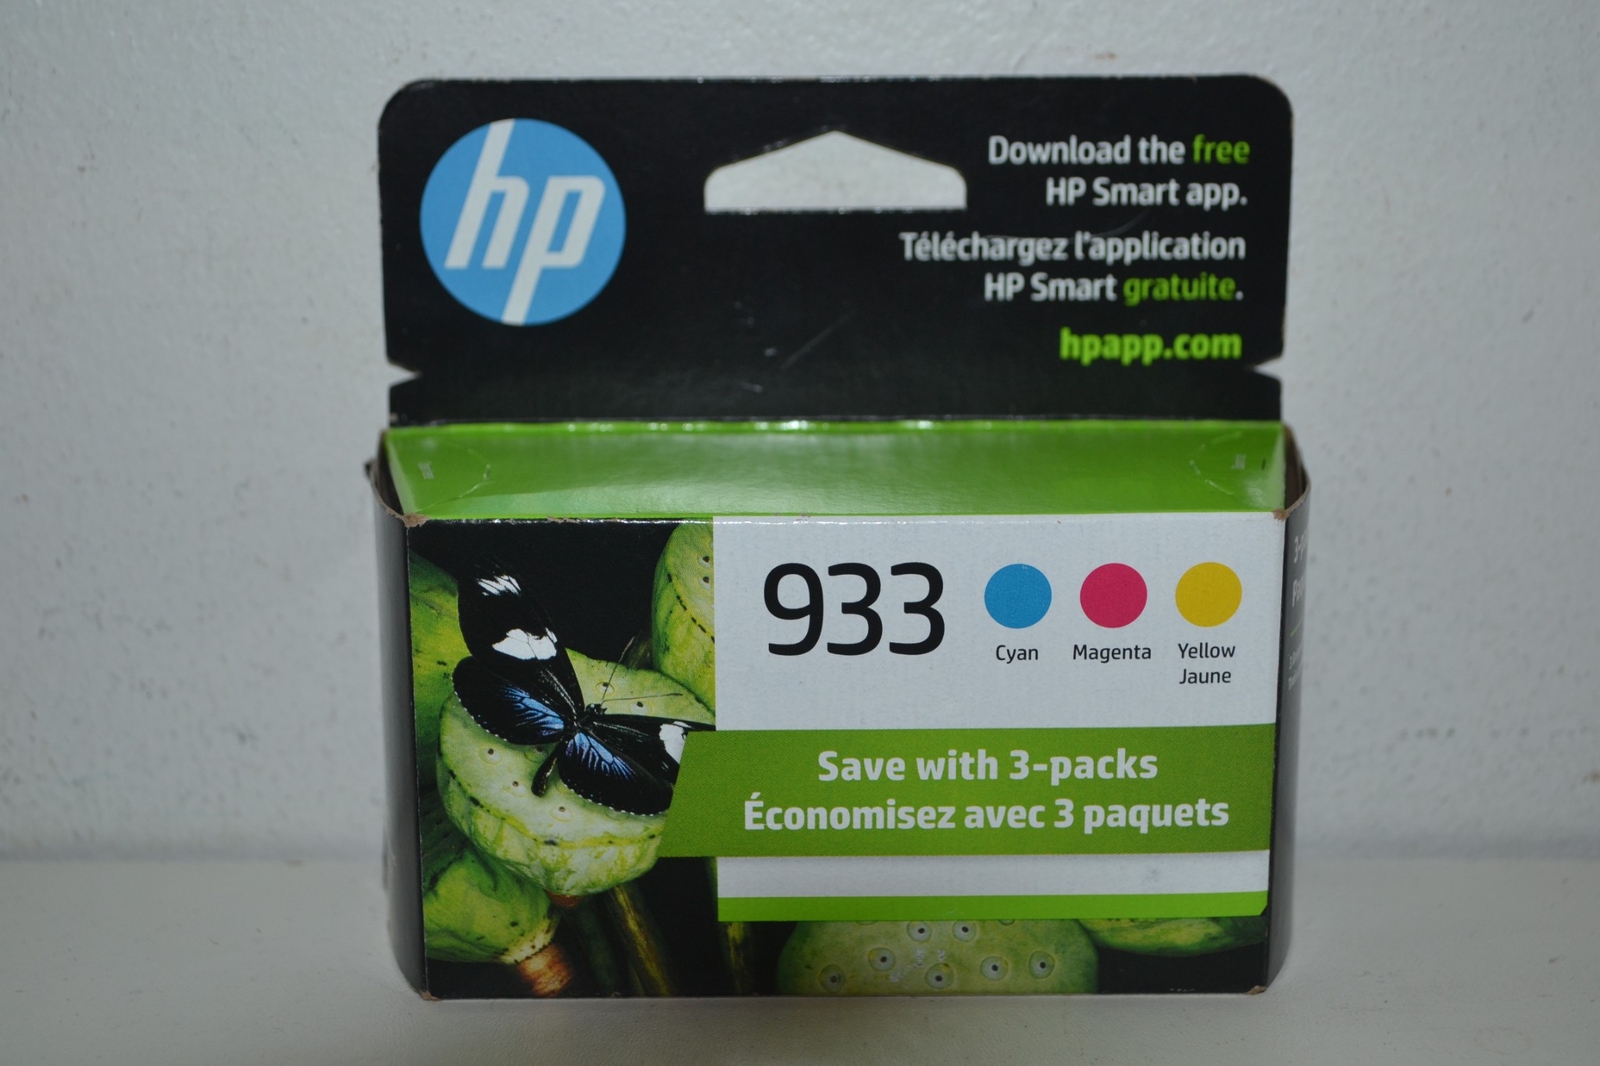 hp
Download the free
HP Smart app.
Téléchargez l'application
HP Smart gratuite.
hpapp.com
933
Cyan
Magenta
Yellow
Jaune
Save with 3-packs
Économisez avec 3 paquets